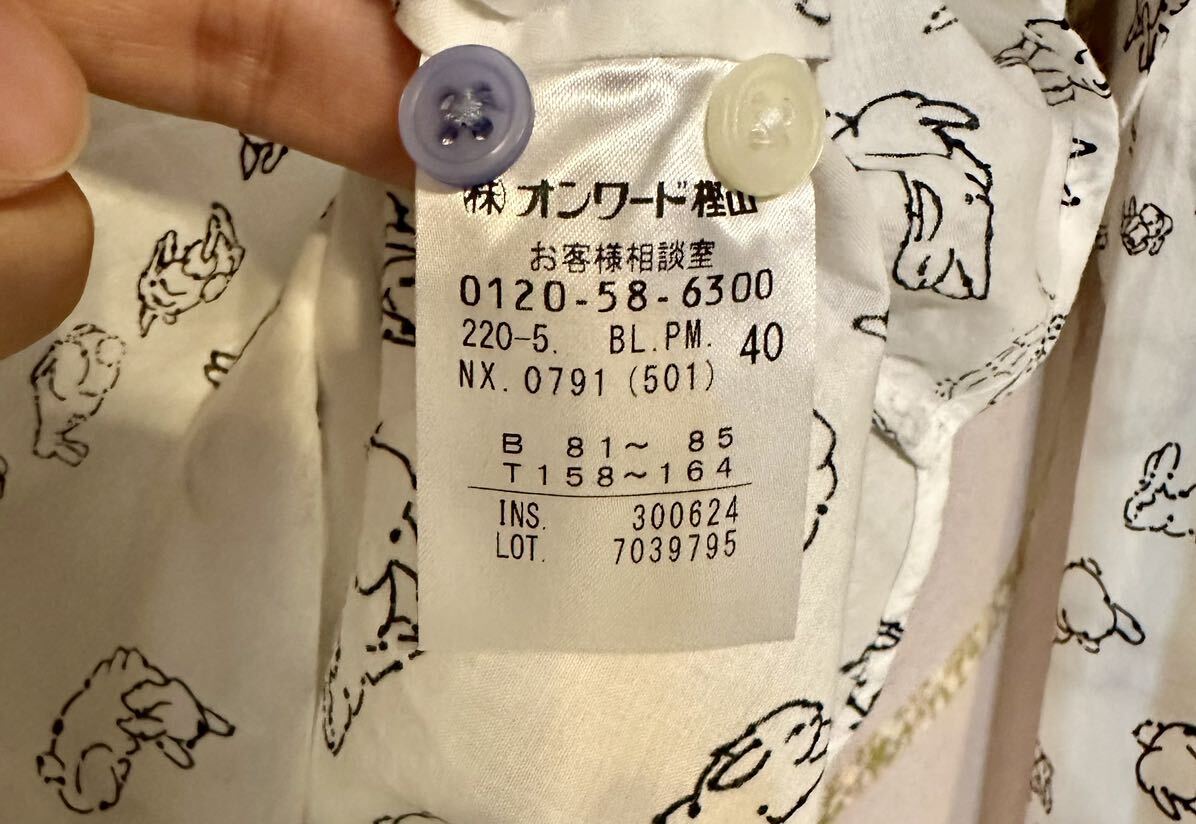 (株)オンワード樫山
お客様相談室
0120-58-6300
220-5. BL.PM. 40
NX. 0791 (501)
B 81～ 85
T158～164
INS. 300624
LOT. 7039795